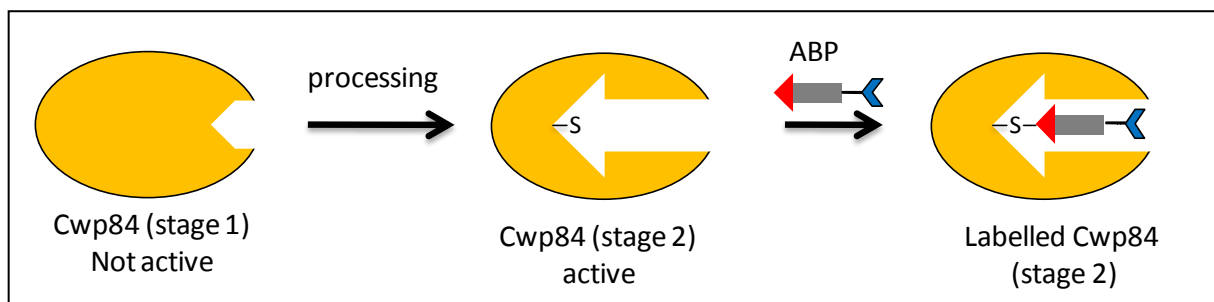 processing
ABP
S
S
Cwp84 (stage 1)
Not active
Cwp84 (stage 2)
active
Labelled Cwp84
(stage 2)